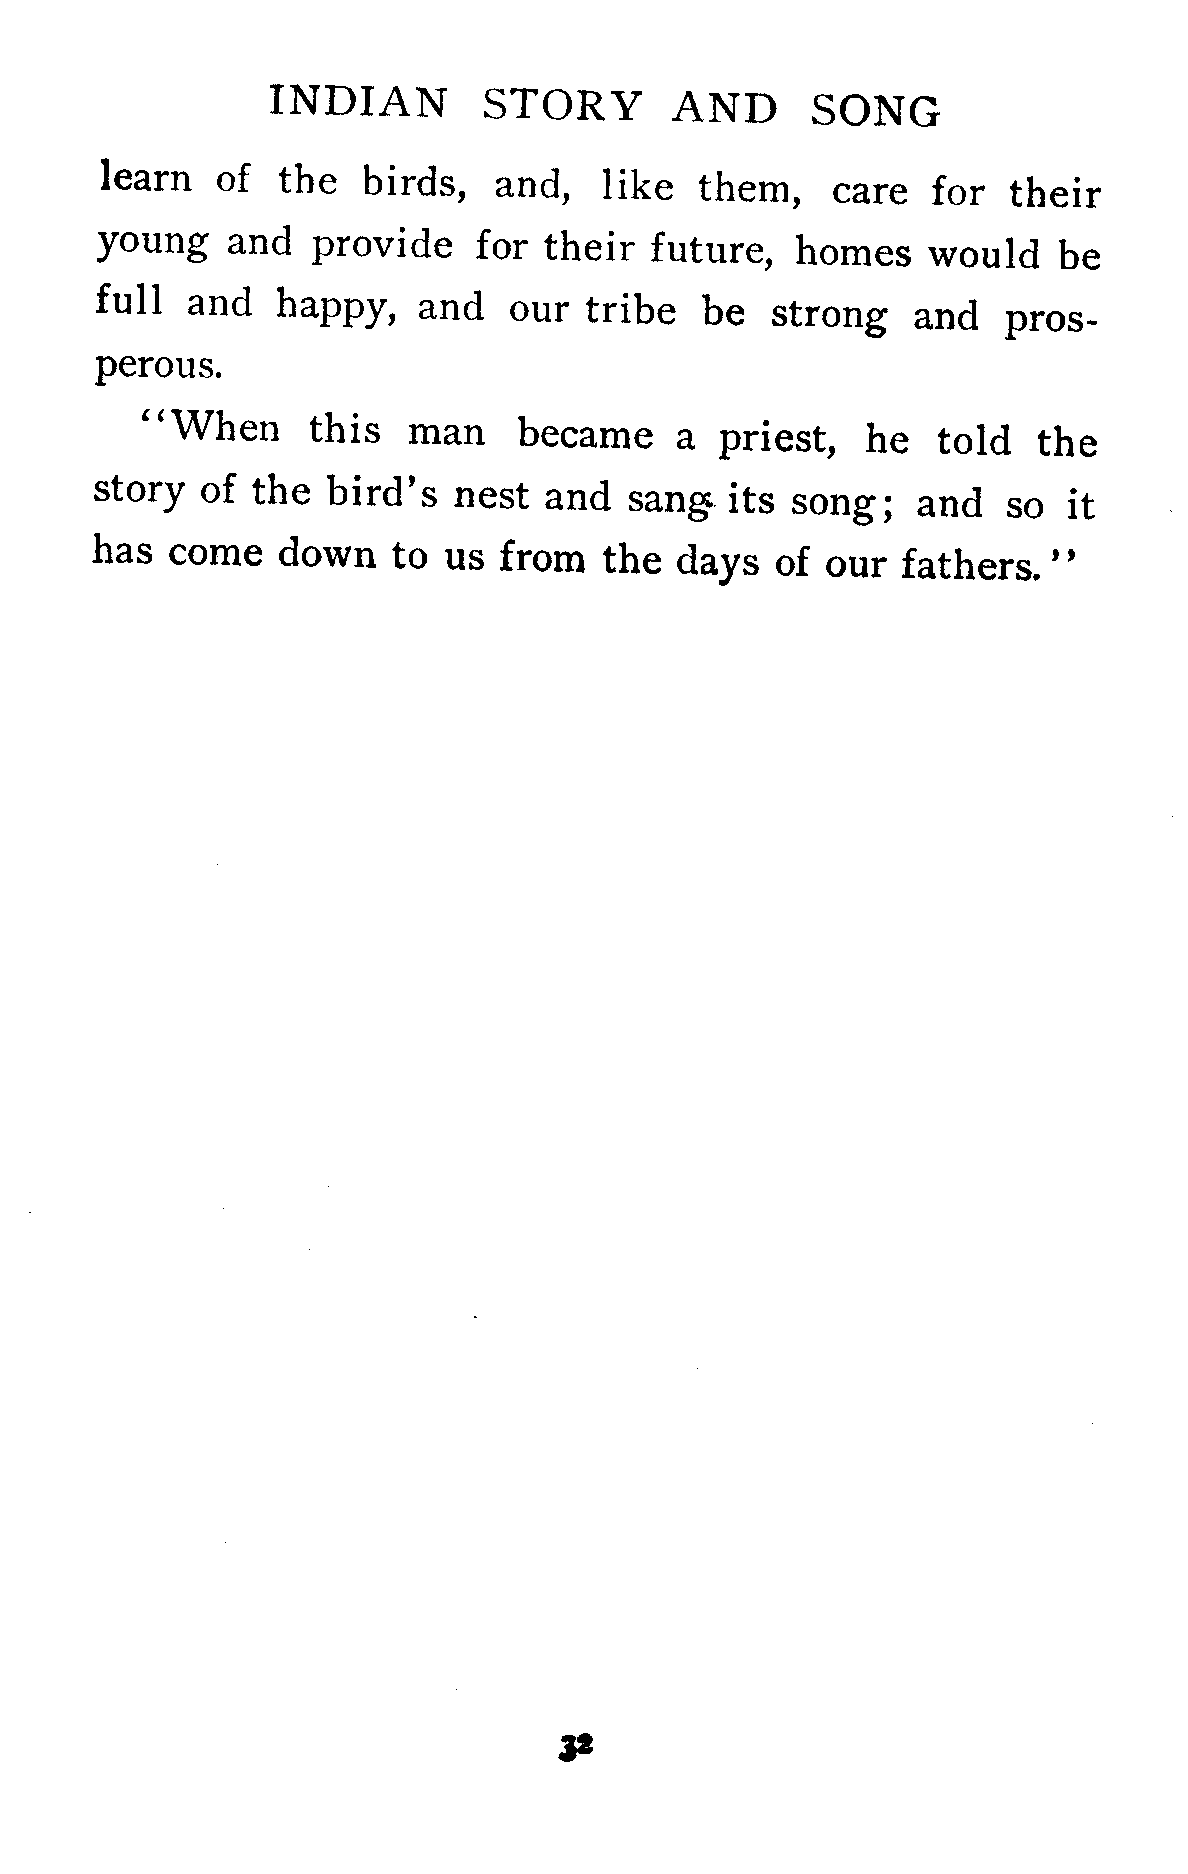 INDIAN STORY AND SONG
learn of the birds, and, like them, care for their
young and provide for their future, homes would be
full and happy, and our tribe be strong and pros-
perous.
“When this man became a priest, he told the
story of the bird’s nest and sang its song; and so it
has come down to us from the days of our fathers.”
32